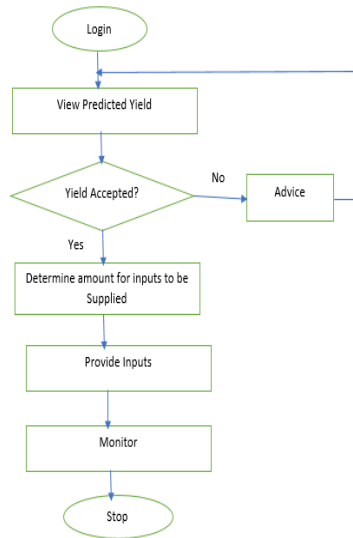 Login
View Predicted Yield
Yield Accepted?
No
Advice
Yes
Determine amount for inputs to be
Supplied
Provide Inputs
Monitor
Stop